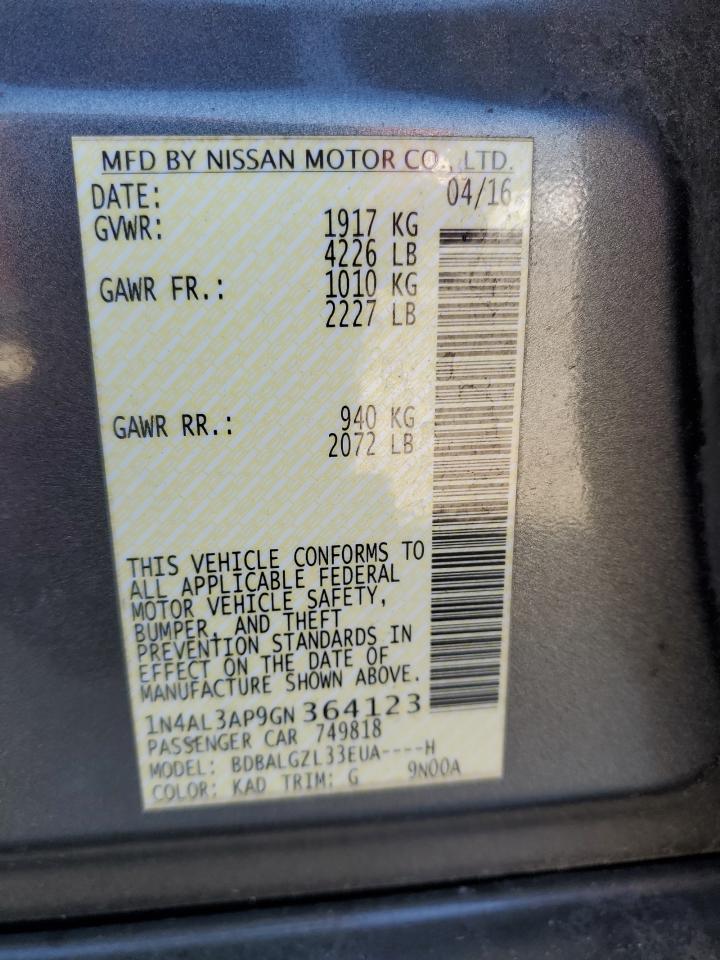 MFD BY NISSAN MOTOR CO., LTD.
DATE: 04/16
GVWR: 1917 KG
4226 LB
GAWR FR.: 1010 KG
2227 LB
GAWR RR.: 940 KG
2072 LB
THIS VEHICLE CONFORMS TO
ALL APPLICABLE FEDERAL
MOTOR VEHICLE SAFETY,
BUMPER, AND THEFT
PREVENTION STANDARDS IN
EFFECT ON THE DATE OF
MANUFACTURE SHOWN ABOVE.
1N4AL3AP9GN 364123
PASSENGER CAR 749818
MODEL: BDBALGZL33EUA----H
COLOR: KAD TRIM: G 9N00A